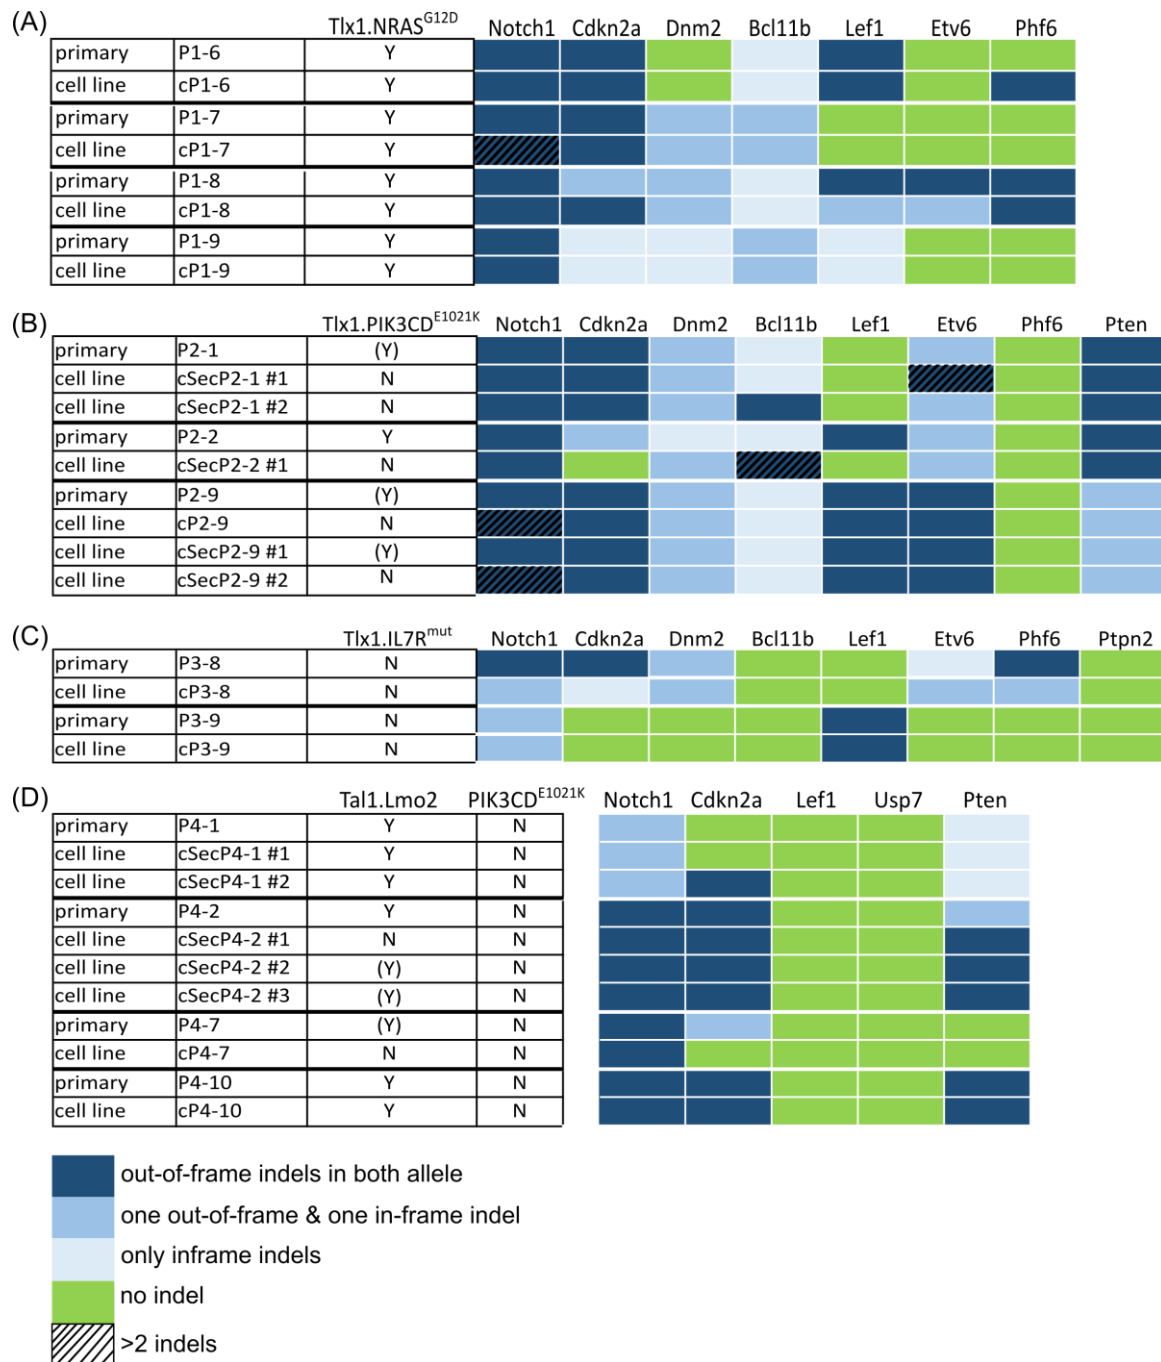 (A) Tlx1.NRAS^G12D Notch1 Cdkn2a Dnm2 Bcl11b Lef1 Etv6 Phf6
primary P1-6 Y
cell line cP1-6 Y
primary P1-7 Y
cell line cP1-7 Y
primary P1-8 Y
cell line cP1-8 Y
primary P1-9 Y
cell line cP1-9 Y
(B) Tlx1.PIK3CD^E1021K Notch1 Cdkn2a Dnm2 Bcl11b Lef1 Etv6 Phf6 Pten
primary P2-1 (Y)
cell line cSecP2-1 #1 N
cell line cSecP2-1 #2 N
primary P2-2 Y
cell line cSecP2-2 #1 N
primary P2-9 (Y)
cell line cP2-9 N
cell line cSecP2-9 #1 (Y)
cell line cSecP2-9 #2 N
(C) Tlx1.IL7R^mut Notch1 Cdkn2a Dnm2 Bcl11b Lef1 Etv6 Phf6 Ptpn2
primary P3-8 N
cell line cP3-8 N
primary P3-9 N
cell line cP3-9 N
(D) Tal1.Lmo2 PIK3CD^E1021K Notch1 Cdkn2a Lef1 Usp7 Pten
primary P4-1 Y N
cell line cSecP4-1 #1 Y N
cell line cSecP4-1 #2 Y N
primary P4-2 Y N
cell line cSecP4-2 #1 N N
cell line cSecP4-2 #2 (Y) N
cell line cSecP4-2 #3 (Y) N
primary P4-7 (Y) N
cell line cP4-7 N N
primary P4-10 Y N
cell line cP4-10 Y N
out-of-frame indels in both allele
one out-of-frame & one in-frame indel
only inframe indels
no indel
>2 indels